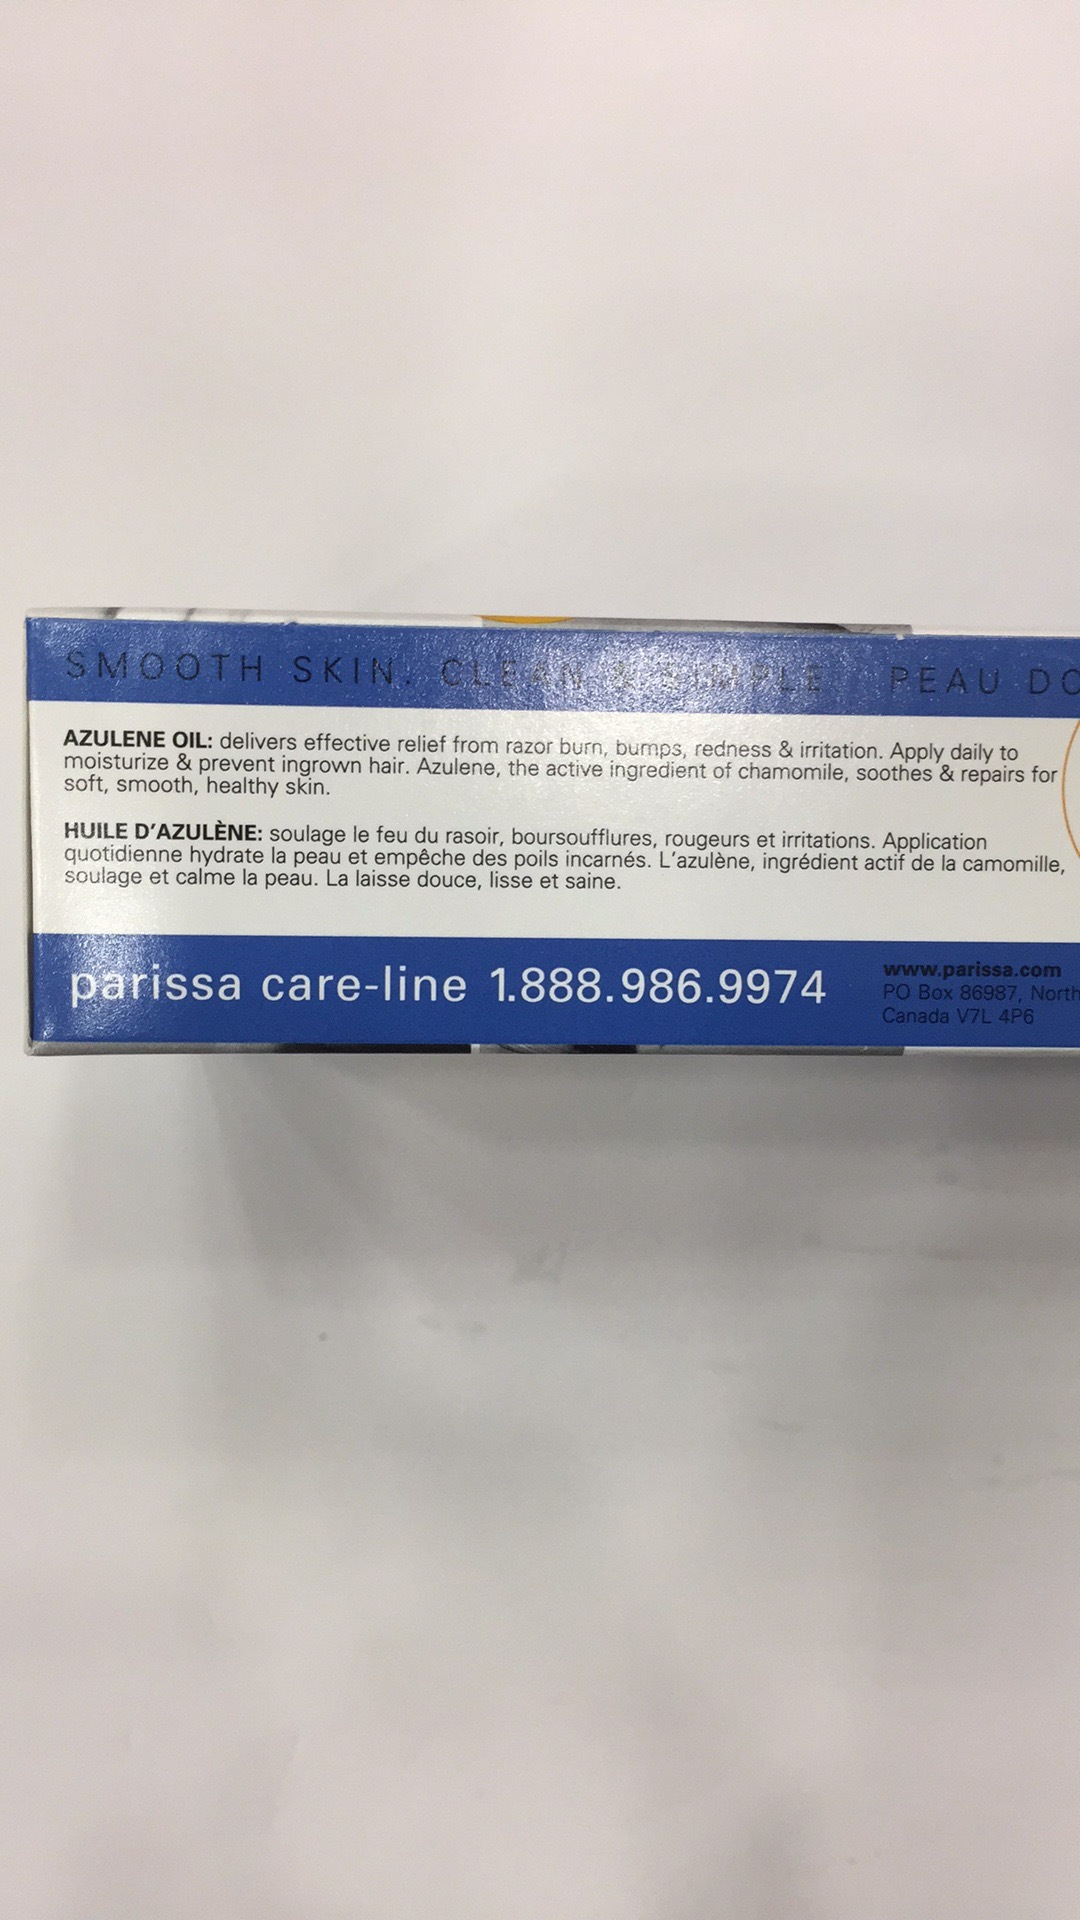 SMOOTH SKIN. CLEAN & SIMPLE PEAU
AZULENE OIL: delivers effective relief from razor burn, bumps, redness & irritation. Apply daily to
moisturize & prevent ingrown hair. Azulene, the active ingredient of chamomile, soothes & repairs for
soft, smooth, healthy skin.
HUILE D'AZULÈNE: soulage le feu du rasoir, boursoufflures, rougeurs et irritations. Application
quotidienne hydrate la peau et empêche des poils incarnés. L'azulène, ingrédient actif de la camomille,
soulage et calme la peau. La laisse douce, lisse et saine.
parissa care-line 1.888.986.9974
www.parissa.com
PO Box 86987, North
Canada V7L 4P6